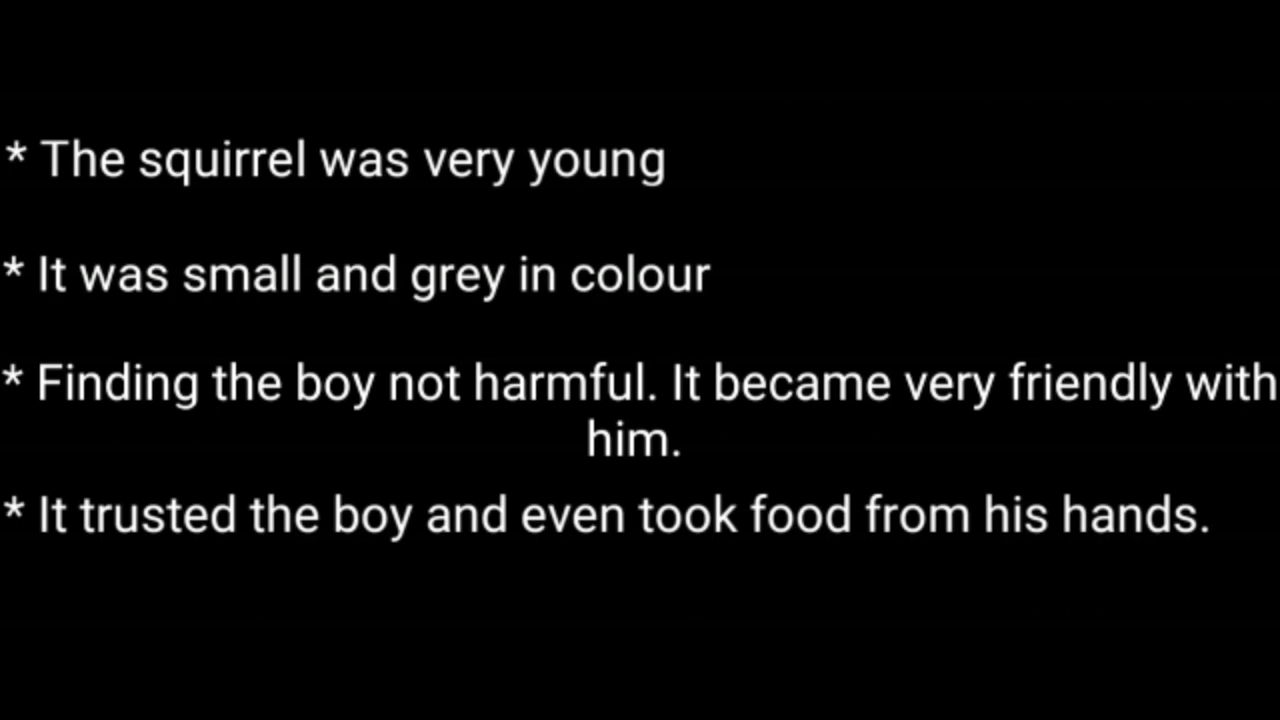 * The squirrel was very young
* It was small and grey in colour
* Finding the boy not harmful. It became very friendly with
him.
* It trusted the boy and even took food from his hands.